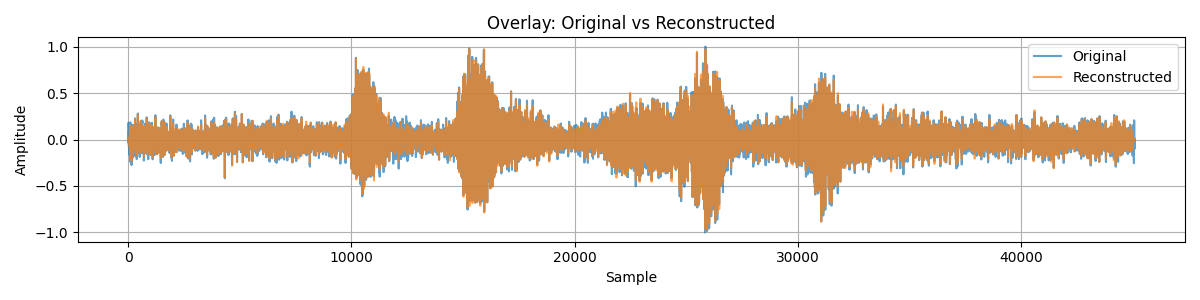 Overlay: Original vs Reconstructed
1.0
0.5
0.0
−0.5
−1.0
Amplitude
Original
Reconstructed
0
10000
20000
30000
40000
Sample